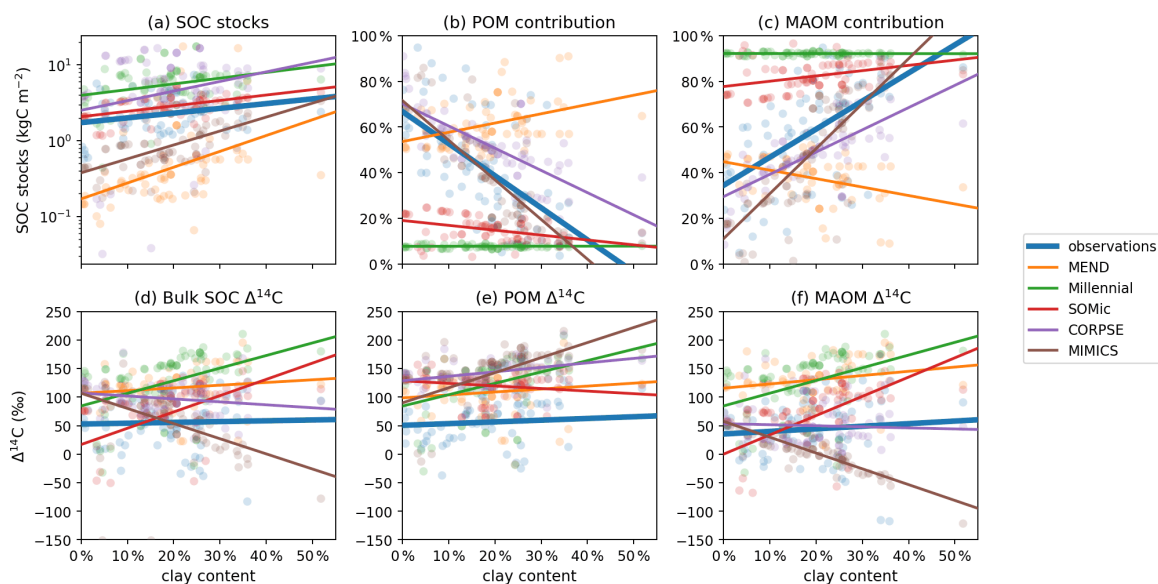 (a) SOC stocks
(b) POM contribution
(c) MAOM contribution
SOC stocks (kgC m⁻²)
10¹
10⁰
10⁻¹
100 %
80 %
60 %
40 %
20 %
0 %
100 %
80 %
60 %
40 %
20 %
0 %
observations
MEND
Millennial
SOMic
CORPSE
MIMICS
(d) Bulk SOC Δ¹⁴C
(e) POM Δ¹⁴C
(f) MAOM Δ¹⁴C
Δ¹⁴C (‰)
250
200
150
100
50
0
−50
−100
−150
250
200
150
100
50
0
−50
−100
−150
250
200
150
100
50
0
−50
−100
−150
0 % 10 % 20 % 30 % 40 % 50 %
0 % 10 % 20 % 30 % 40 % 50 %
0 % 10 % 20 % 30 % 40 % 50 %
clay content
clay content
clay content